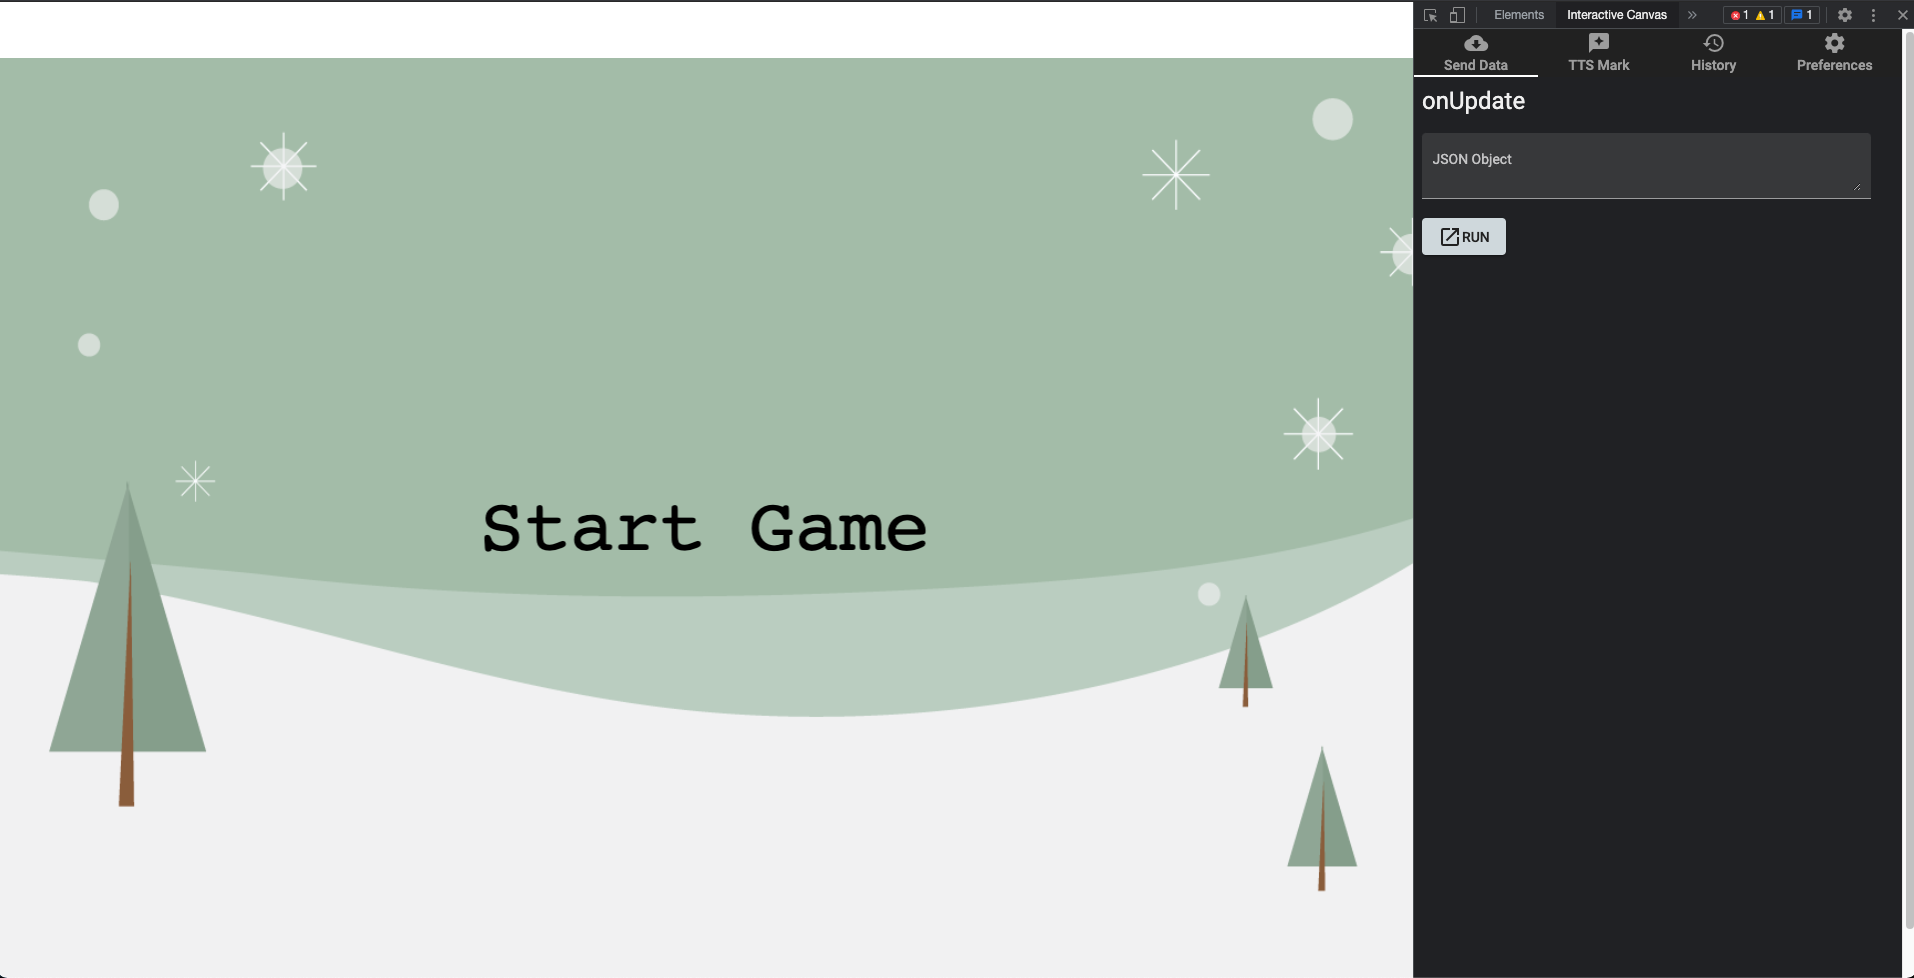 Elements Interactive Canvas 1 1 1
Send Data TTS Mark History Preferences
onUpdate
JSON Object
RUN
Start Game